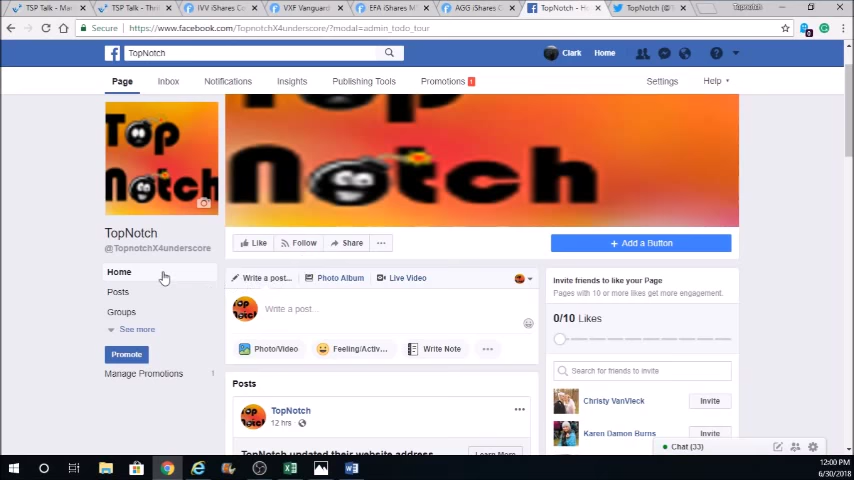 TSP Talk - Mar
TSP Talk - Thri
IVV iShares Co
VXF Vanguard
EFA iShares M
AGG iShares C
TopNotch - H
TopNotch (@T
Topnotch
Secure
https://www.facebook.com/TopnotchX4underscore/?modal=admin_todo_tour
TopNotch
Clark
Home
Page
Inbox
Notifications
Insights
Publishing Tools
Promotions 1
Settings
Help
Top
Notch
Top
Notch
TopNotch
@TopnotchX4underscore
Home
Posts
Groups
See more
Promote
Manage Promotions 1
Like
Follow
Share
+ Add a Button
Write a post...
Photo Album
Live Video
Write a post...
Photo/Video
Feeling/Activ...
Write Note
Posts
TopNotch
12 hrs
TopNotch updated their website address
Learn More
Invite friends to like your Page
Pages with 10 or more likes get more engagement.
0/10 Likes
Search for friends to invite
Christy VanVleck
Invite
Karen Damon Burns
Invite
Chat (33)
12:00 PM
6/30/2018